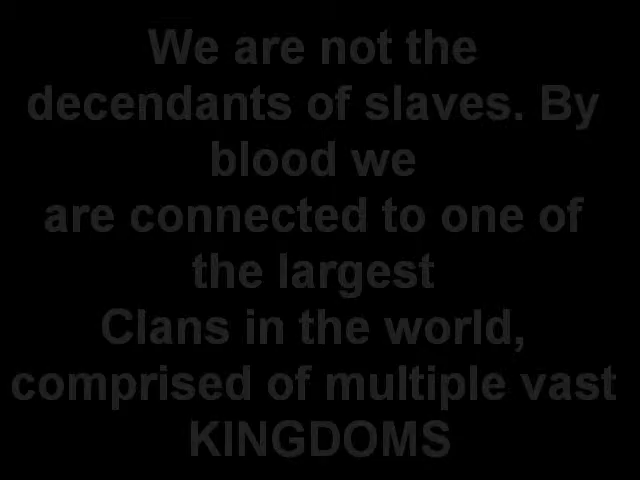 We are not the
decendants of slaves. By
blood we
are connected to one of
the largest
Clans in the world,
comprised of multiple vast
KINGDOMS